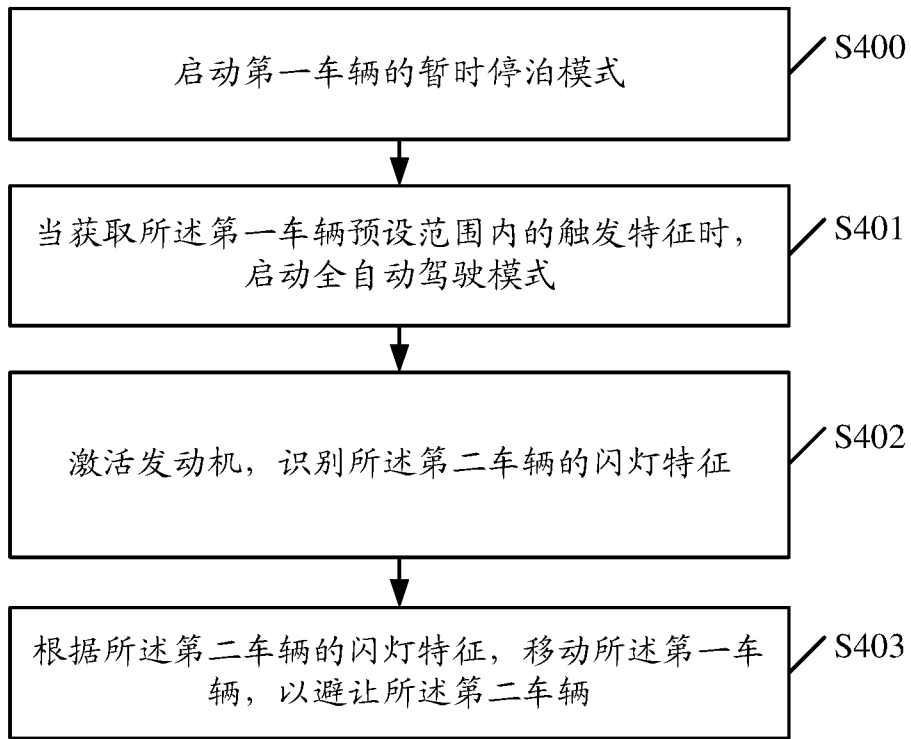 启动第一车辆的暂时停泊模式
S400
当获取所述第一车辆预设范围内的触发特征时，
启动全自动驾驶模式
S401
激活发动机，识别所述第二车辆的闪灯特征
S402
根据所述第二车辆的闪灯特征，移动所述第一车
辆，以避让所述第二车辆
S403